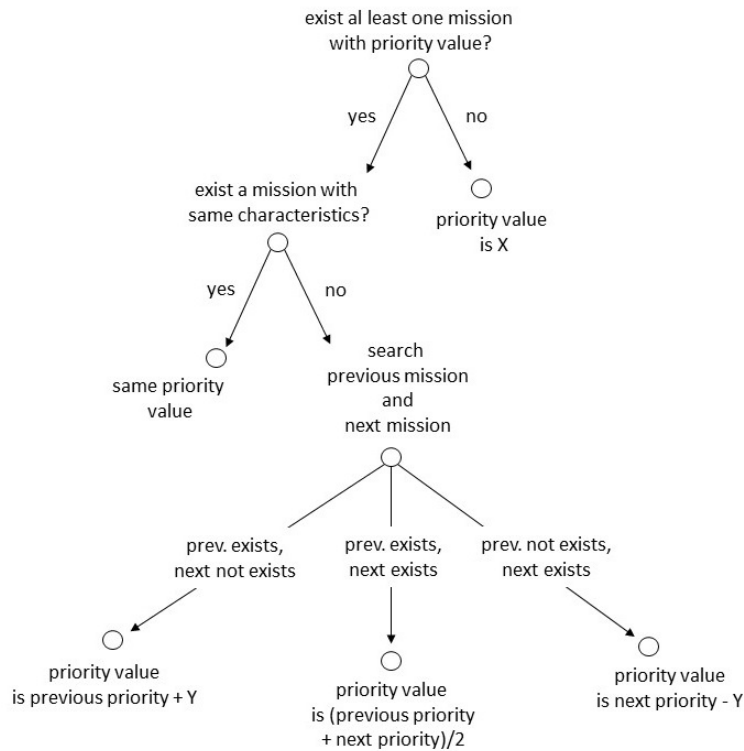 exist al least one mission
with priority value?
yes
no
exist a mission with
same characteristics?
priority value
is X
yes
no
same priority
value
search
previous mission
and
next mission
prev. exists,
next not exists
prev. exists,
next exists
prev. not exists,
next exists
priority value
is previous priority + Y
priority value
is (previous priority
+ next priority)/2
priority value
is next priority - Y